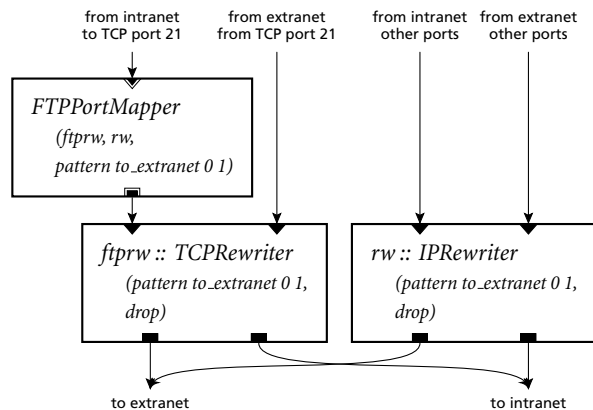 from intranet
to TCP port 21
from extranet
from TCP port 21
from intranet
other ports
from extranet
other ports
FTPPortMapper
(ftprw, rw,
pattern to_extranet 0 1)
ftprw :: TCPRewriter
(pattern to_extranet 0 1,
drop)
rw :: IPRewriter
(pattern to_extranet 0 1,
drop)
to extranet
to intranet